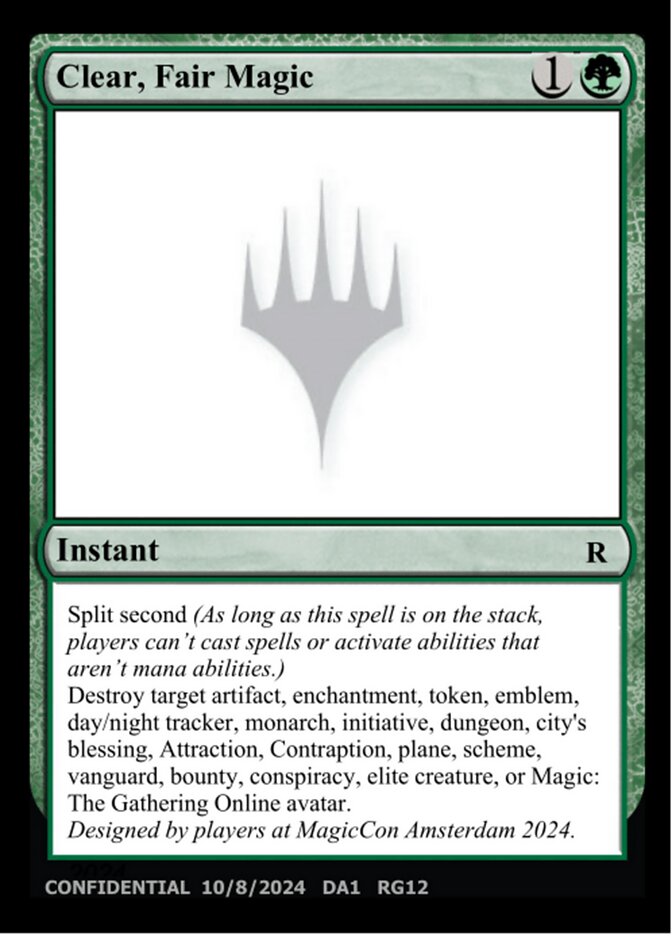 Clear, Fair Magic 1
Instant R
Split second (As long as this spell is on the stack,
players can't cast spells or activate abilities that
aren't mana abilities.)
Destroy target artifact, enchantment, token, emblem,
day/night tracker, monarch, initiative, dungeon, city's
blessing, Attraction, Contraption, plane, scheme,
vanguard, bounty, conspiracy, elite creature, or Magic:
The Gathering Online avatar.
Designed by players at MagicCon Amsterdam 2024.
CONFIDENTIAL 10/8/2024 DA1 RG12